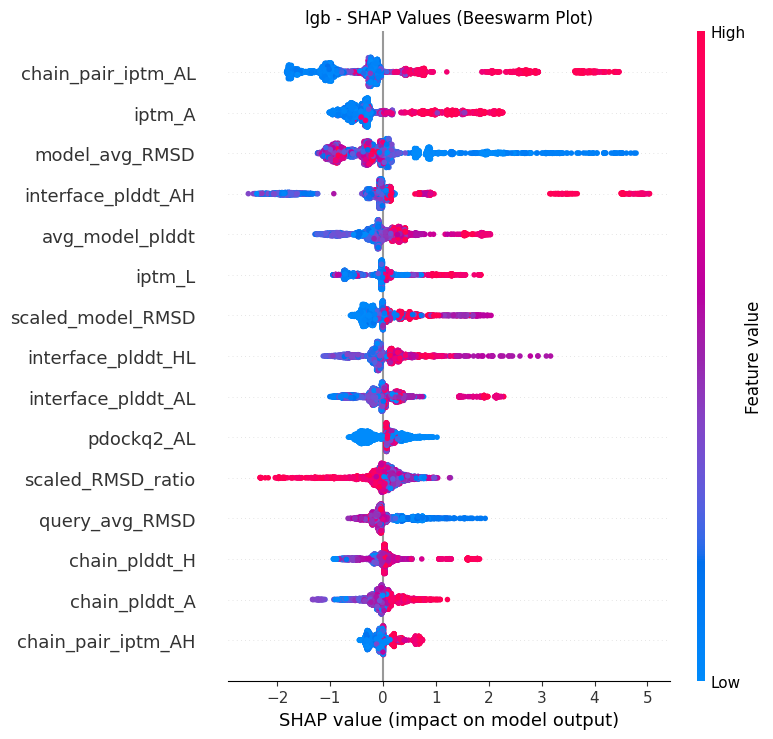 lgb - SHAP Values (Beeswarm Plot)
High
chain_pair_iptm_AL
iptm_A
model_avg_RMSD
interface_plddt_AH
avg_model_plddt
iptm_L
scaled_model_RMSD
interface_plddt_HL
interface_plddt_AL
pdockq2_AL
scaled_RMSD_ratio
query_avg_RMSD
chain_plddt_H
chain_plddt_A
chain_pair_iptm_AH
Feature value
Low
−2 −1 0 1 2 3 4 5
SHAP value (impact on model output)